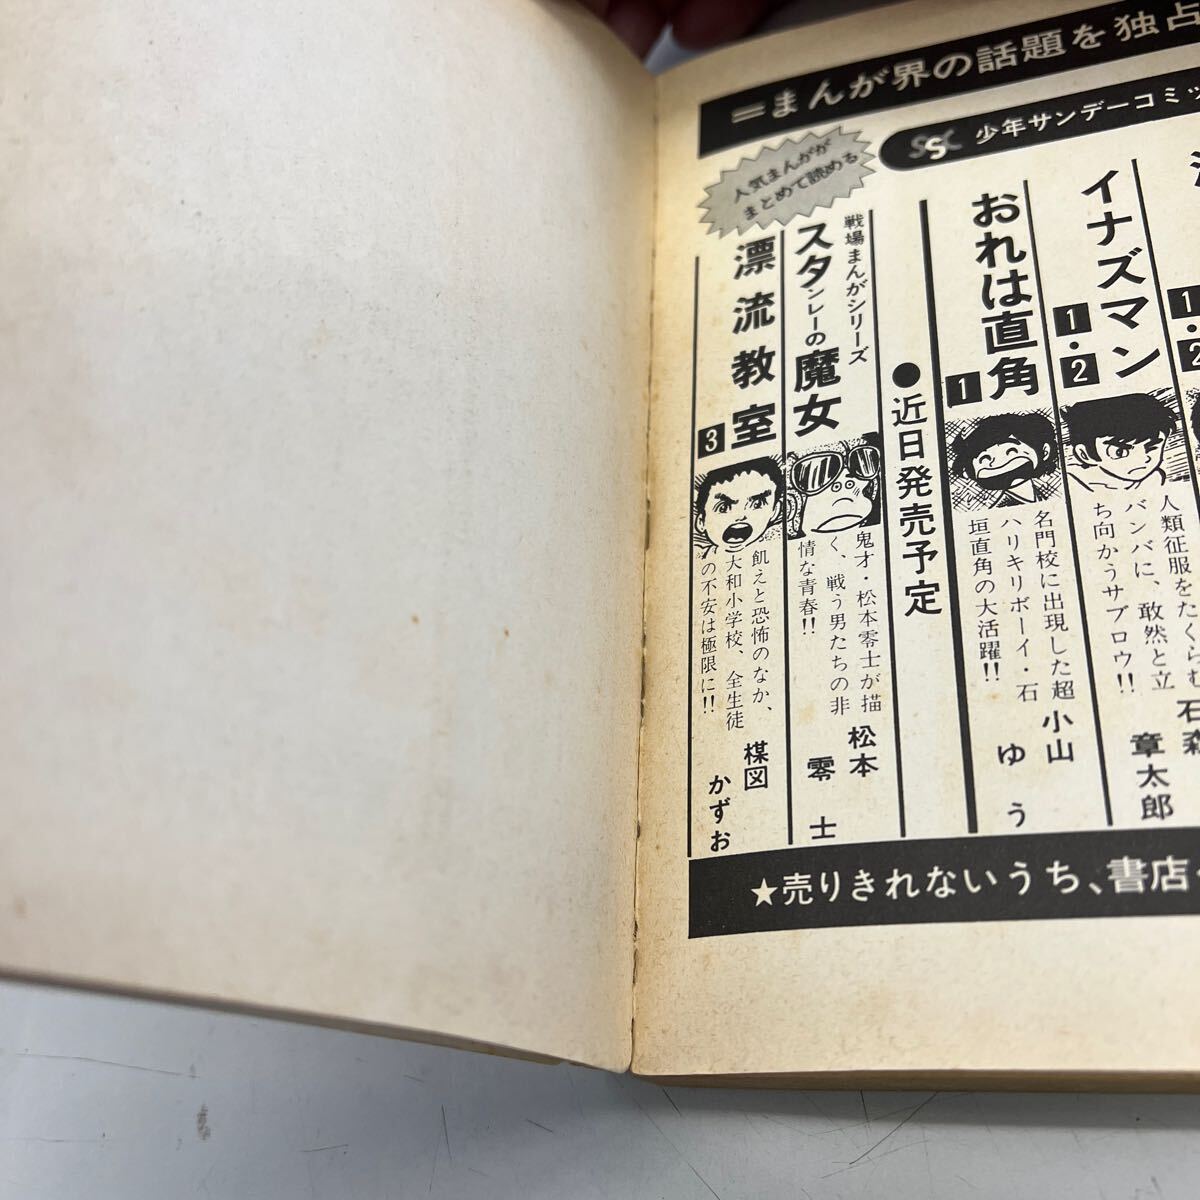 =まんが界の話題を独占
SSC 少年サンデーコミッ
人気まんがが
まとめて読める
1・2
イナズマン
1・2
人類征服をたくらむ
バンバに、敢然と立
ち向かうサブロウ!!
石森
章太郎
おれは直角
1
名門校に出現した超
ハリキリボーイ・石
垣直角の大活躍!!
小山
ゆう
●近日発売予定
戦場まんがシリーズ
スタンレーの魔女
鬼才・松本零士が描
く、戦う男たちの非
情な青春!!
松本
零士
漂流教室
3
飢えと恐怖のなか、
大和小学校、全生徒
の不安は極限に!!
楳図
かずお
★売りきれないうち、書店